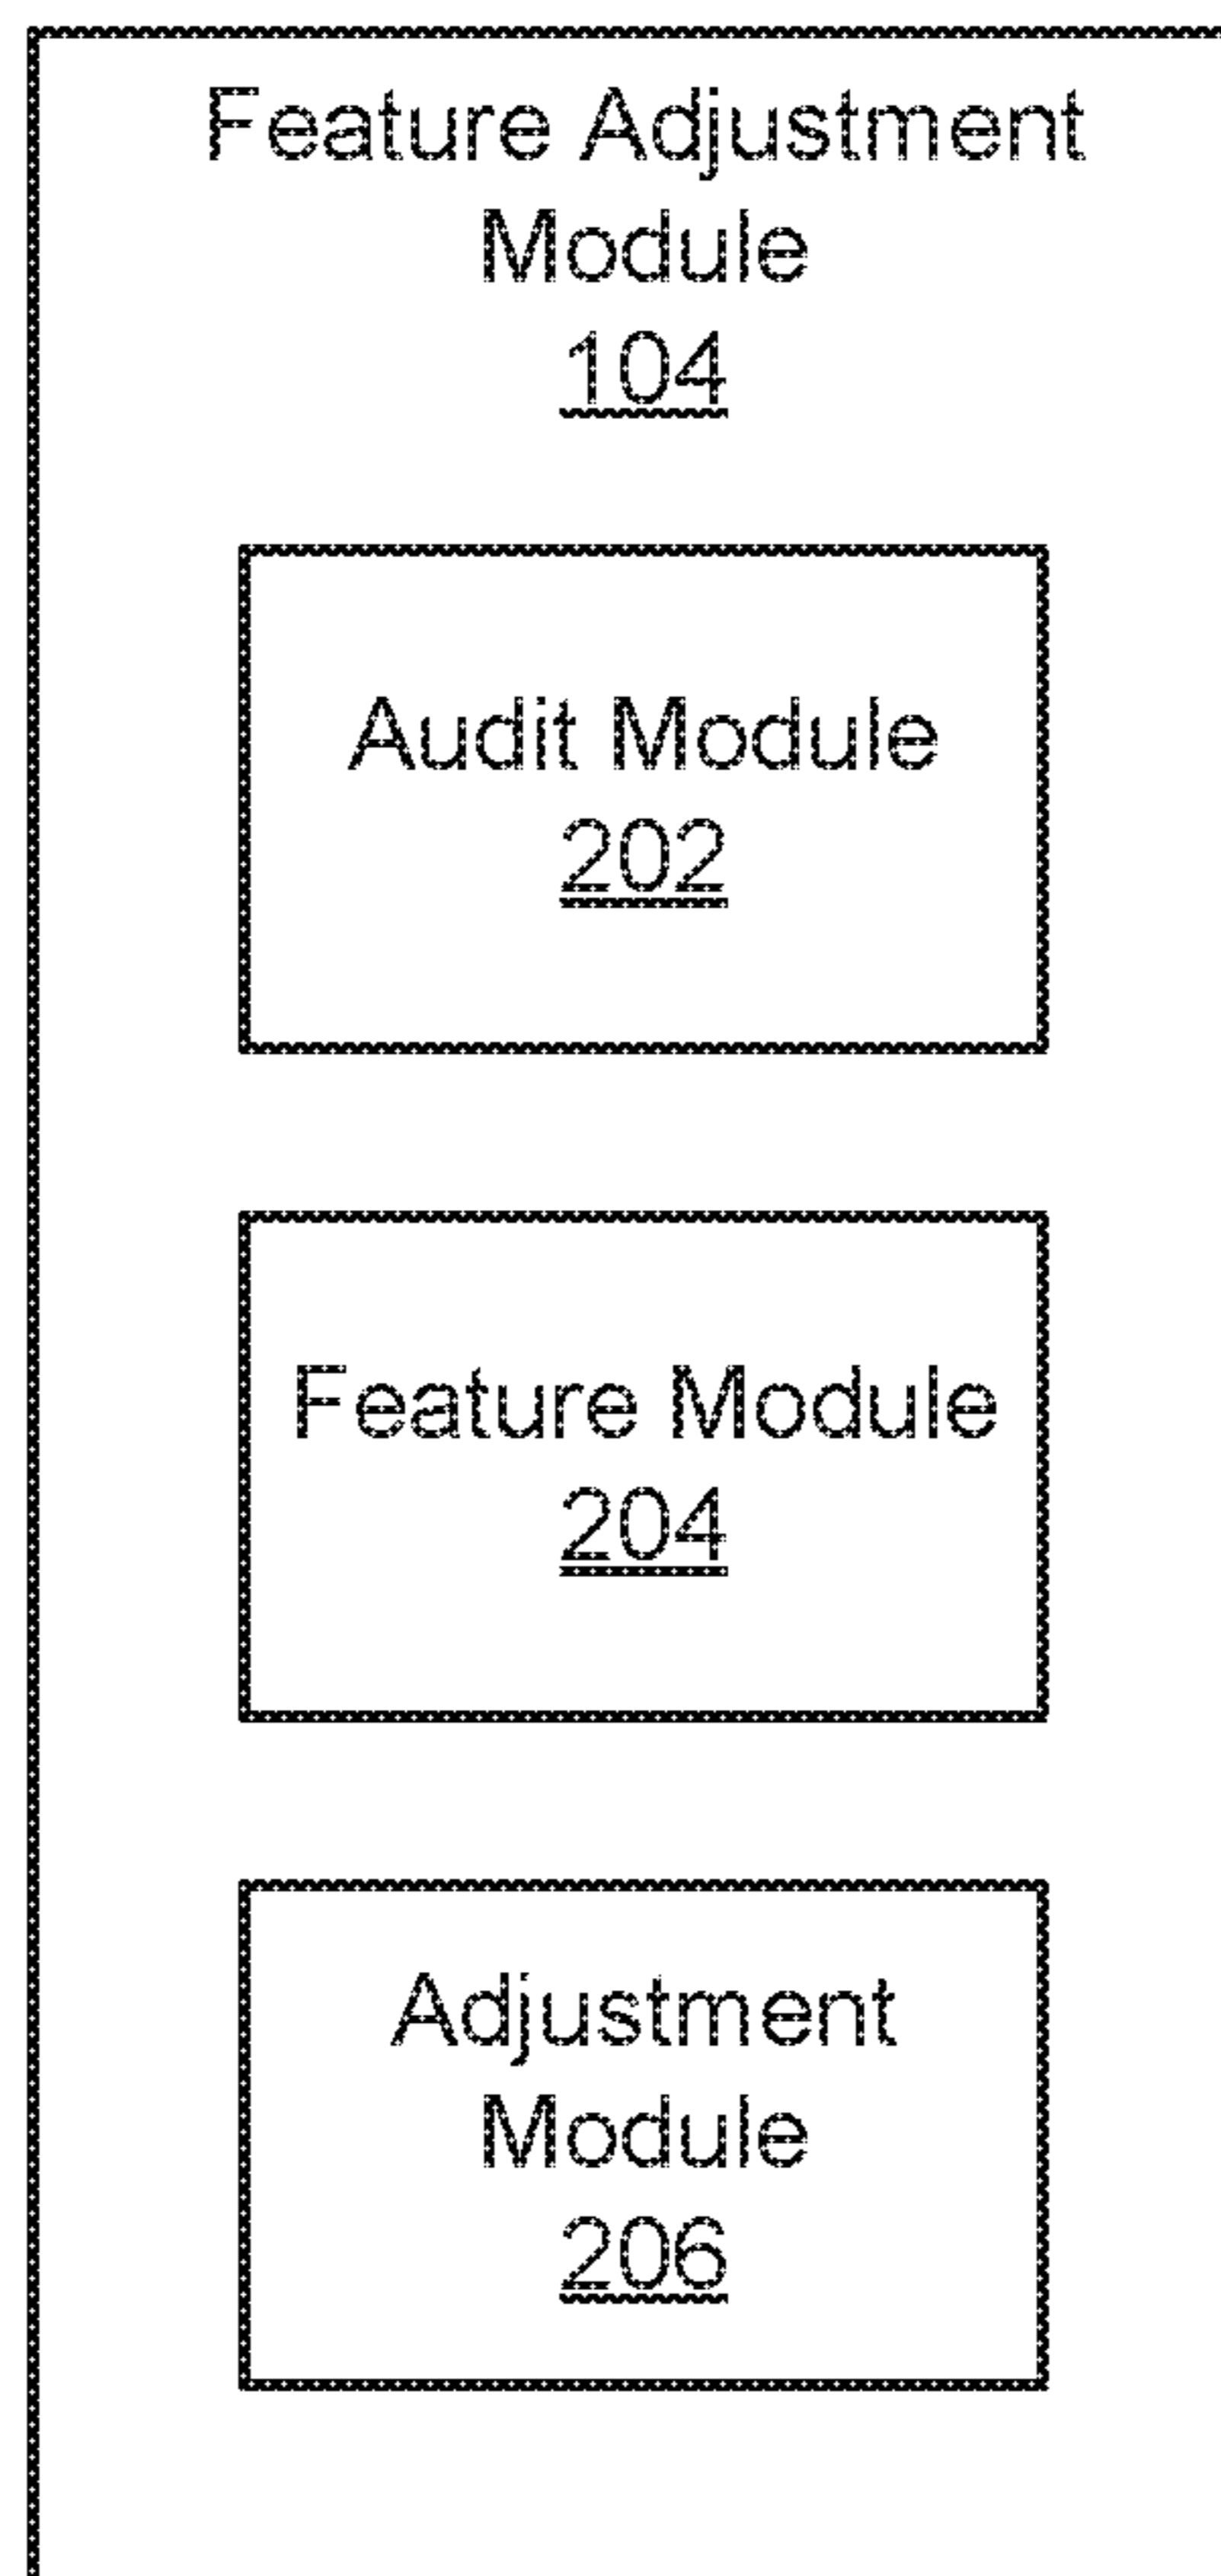 Feature Adjustment
Module
104
Audit Module
202
Feature Module
204
Adjustment
Module
206